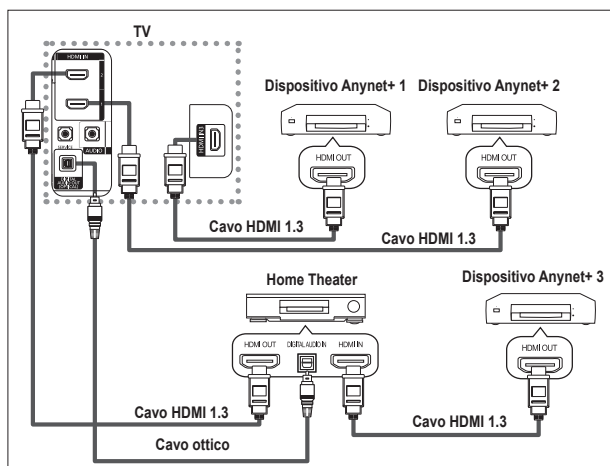 TV
HDMI IN
Dispositivo Anynet+ 1
Dispositivo Anynet+ 2
AUDIO
SERVICE
HDMI OUT
HDMI OUT
Cavo HDMI 1.3
Cavo HDMI 1.3
Home Theater
Dispositivo Anynet+ 3
HDMI OUT
DIGITAL AUDIO IN
HDMI IN
HDMI OUT
Cavo HDMI 1.3
Cavo HDMI 1.3
Cavo ottico